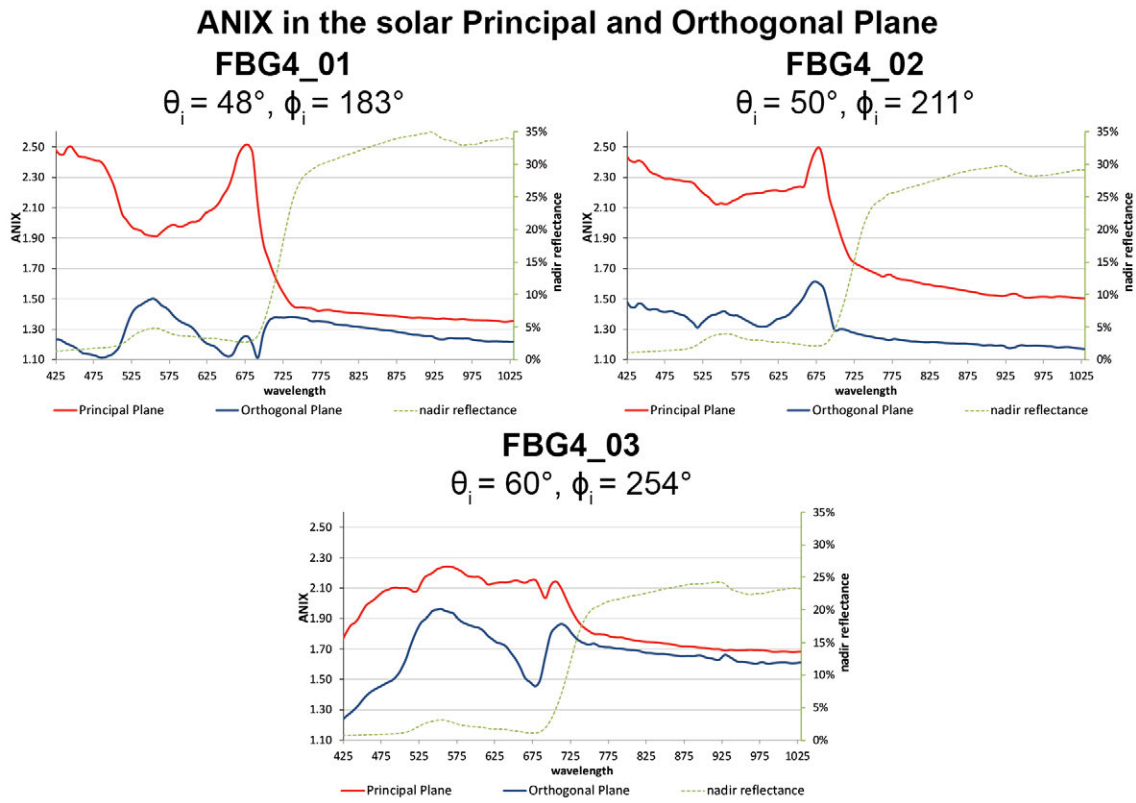 ANIX in the solar Principal and Orthogonal Plane
FBG4_01
θi = 48°, ϕi = 183°
2.50
2.30
2.10
1.90
1.70
1.50
1.30
1.10
ANIX
35%
30%
25%
20%
15%
10%
5%
0%
nadir reflectance
425 475 525 575 625 675 725 775 825 875 925 975 1025
wavelength
Principal Plane Orthogonal Plane nadir reflectance
FBG4_02
θi = 50°, ϕi = 211°
2.50
2.30
2.10
1.90
1.70
1.50
1.30
1.10
ANIX
35%
30%
25%
20%
15%
10%
5%
0%
nadir reflectance
425 475 525 575 625 675 725 775 825 875 925 975 1025
wavelength
Principal Plane Orthogonal Plane nadir reflectance
FBG4_03
θi = 60°, ϕi = 254°
2.50
2.30
2.10
1.90
1.70
1.50
1.30
1.10
ANIX
35%
30%
25%
20%
15%
10%
5%
0%
nadir reflectance
425 475 525 575 625 675 725 775 825 875 925 975 1025
wavelength
Principal Plane Orthogonal Plane nadir reflectance